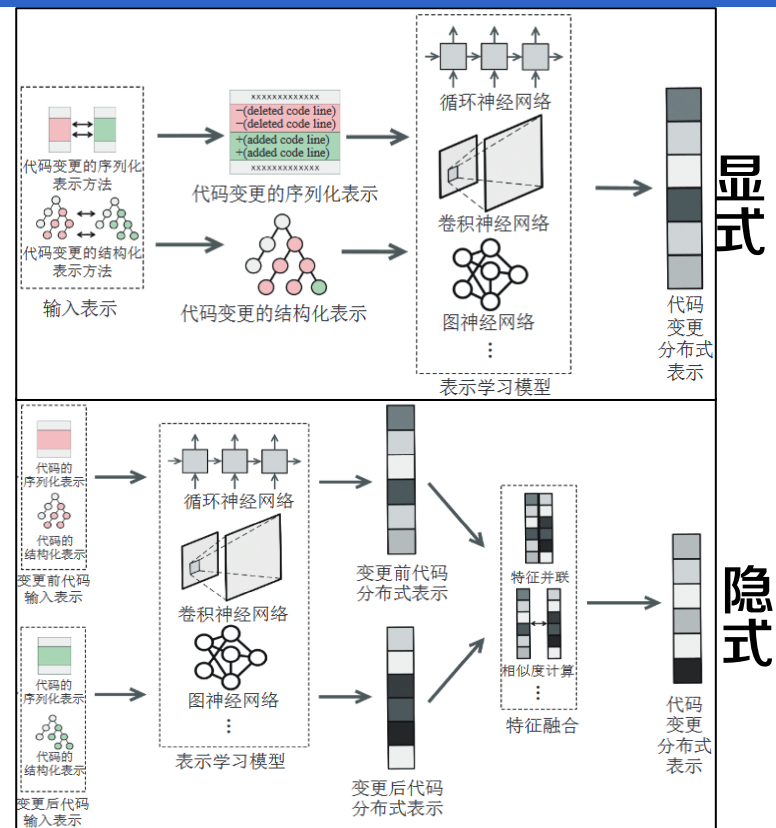 代码变更的序列化
表示方法
代码变更的结构化
表示方法
输入表示
xxxxxxxxxxxxx
−(deleted code line)
−(deleted code line)
+(added code line)
+(added code line)
xxxxxxxxxxxxx
代码变更的序列化表示
代码变更的结构化表示
循环神经网络
卷积神经网络
图神经网络
⋮
表示学习模型
代码
变更
分布式
表示
显式
代码的
序列化表示
代码的
结构化表示
变更前代码
输入表示
代码的
序列化表示
代码的
结构化表示
变更后代码
输入表示
循环神经网络
卷积神经网络
图神经网络
⋮
表示学习模型
变更前代码
分布式表示
变更后代码
分布式表示
特征并联
相似度计算
⋮
特征融合
代码
变更
分布式
表示
隐式